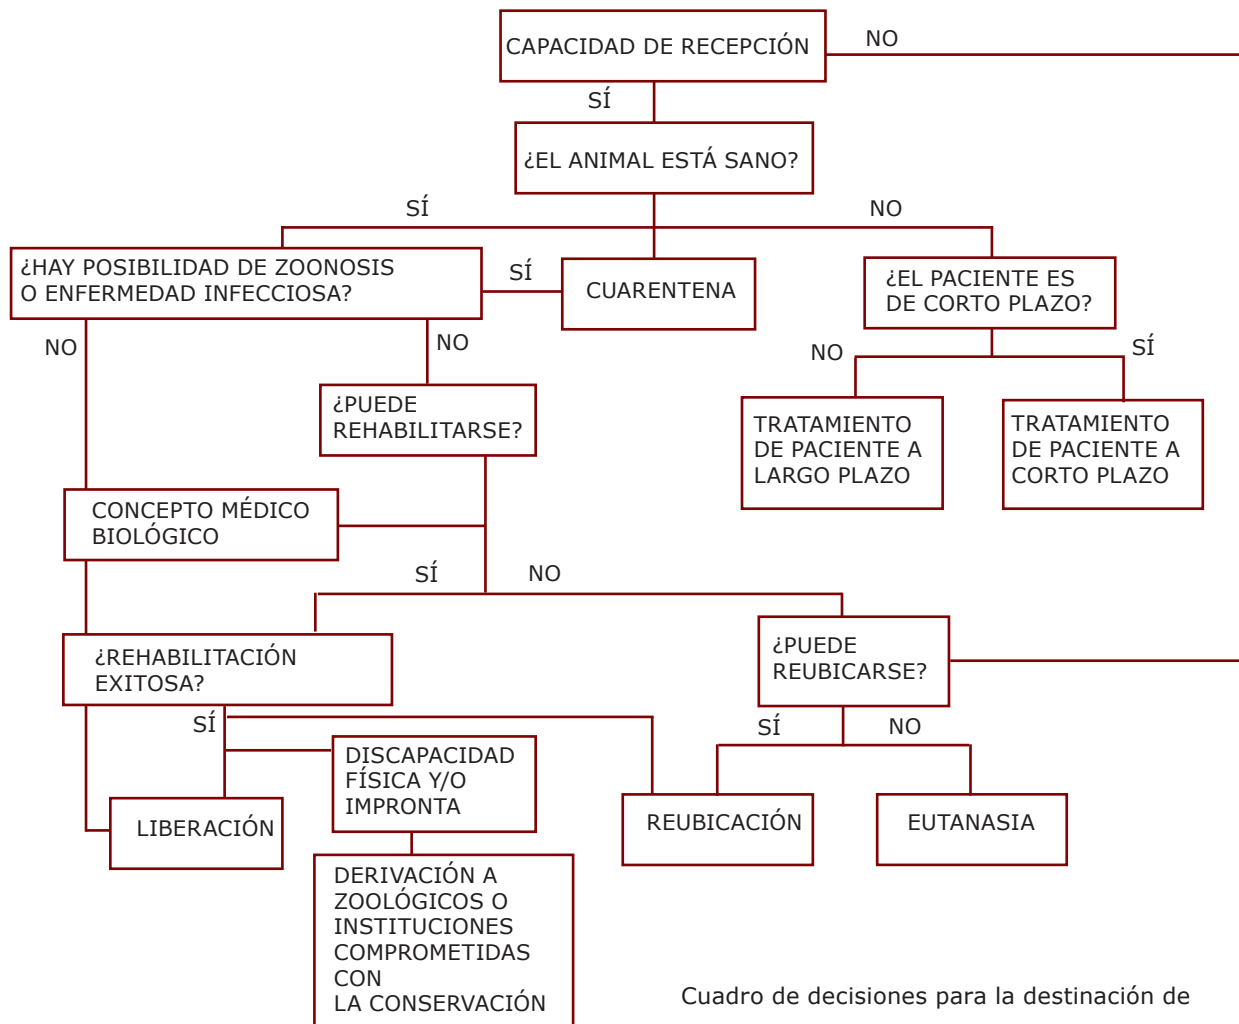 CAPACIDAD DE RECEPCIÓN
NO
SÍ
¿EL ANIMAL ESTÁ SANO?
SÍ
NO
¿HAY POSIBILIDAD DE ZOONOSIS
O ENFERMEDAD INFECCIOSA?
SÍ
CUARENTENA
¿EL PACIENTE ES
DE CORTO PLAZO?
NO
NO
NO
SÍ
¿PUEDE
REHABILITARSE?
TRATAMIENTO
DE PACIENTE A
LARGO PLAZO
TRATAMIENTO
DE PACIENTE A
CORTO PLAZO
CONCEPTO MÉDICO
BIOLÓGICO
SÍ
NO
¿REHABILITACIÓN
EXITOSA?
¿PUEDE
REUBICARSE?
SÍ
SÍ
NO
DISCAPACIDAD
FÍSICA Y/O
IMPRONTA
LIBERACIÓN
REUBICACIÓN
EUTANASIA
DERIVACIÓN A
ZOOLÓGICOS O
INSTITUCIONES
COMPROMETIDAS
CON
LA CONSERVACIÓN
Cuadro de decisiones para la destinación de